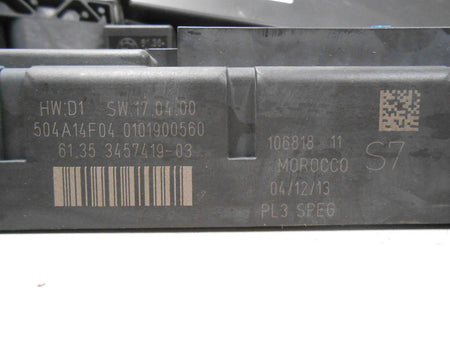 HW:D1 SW:17.04.00
504A14F04 0101900560
61.35 3457419-03
106818 11
MOROCCO
S7
04/12/13
PL3 SPEG